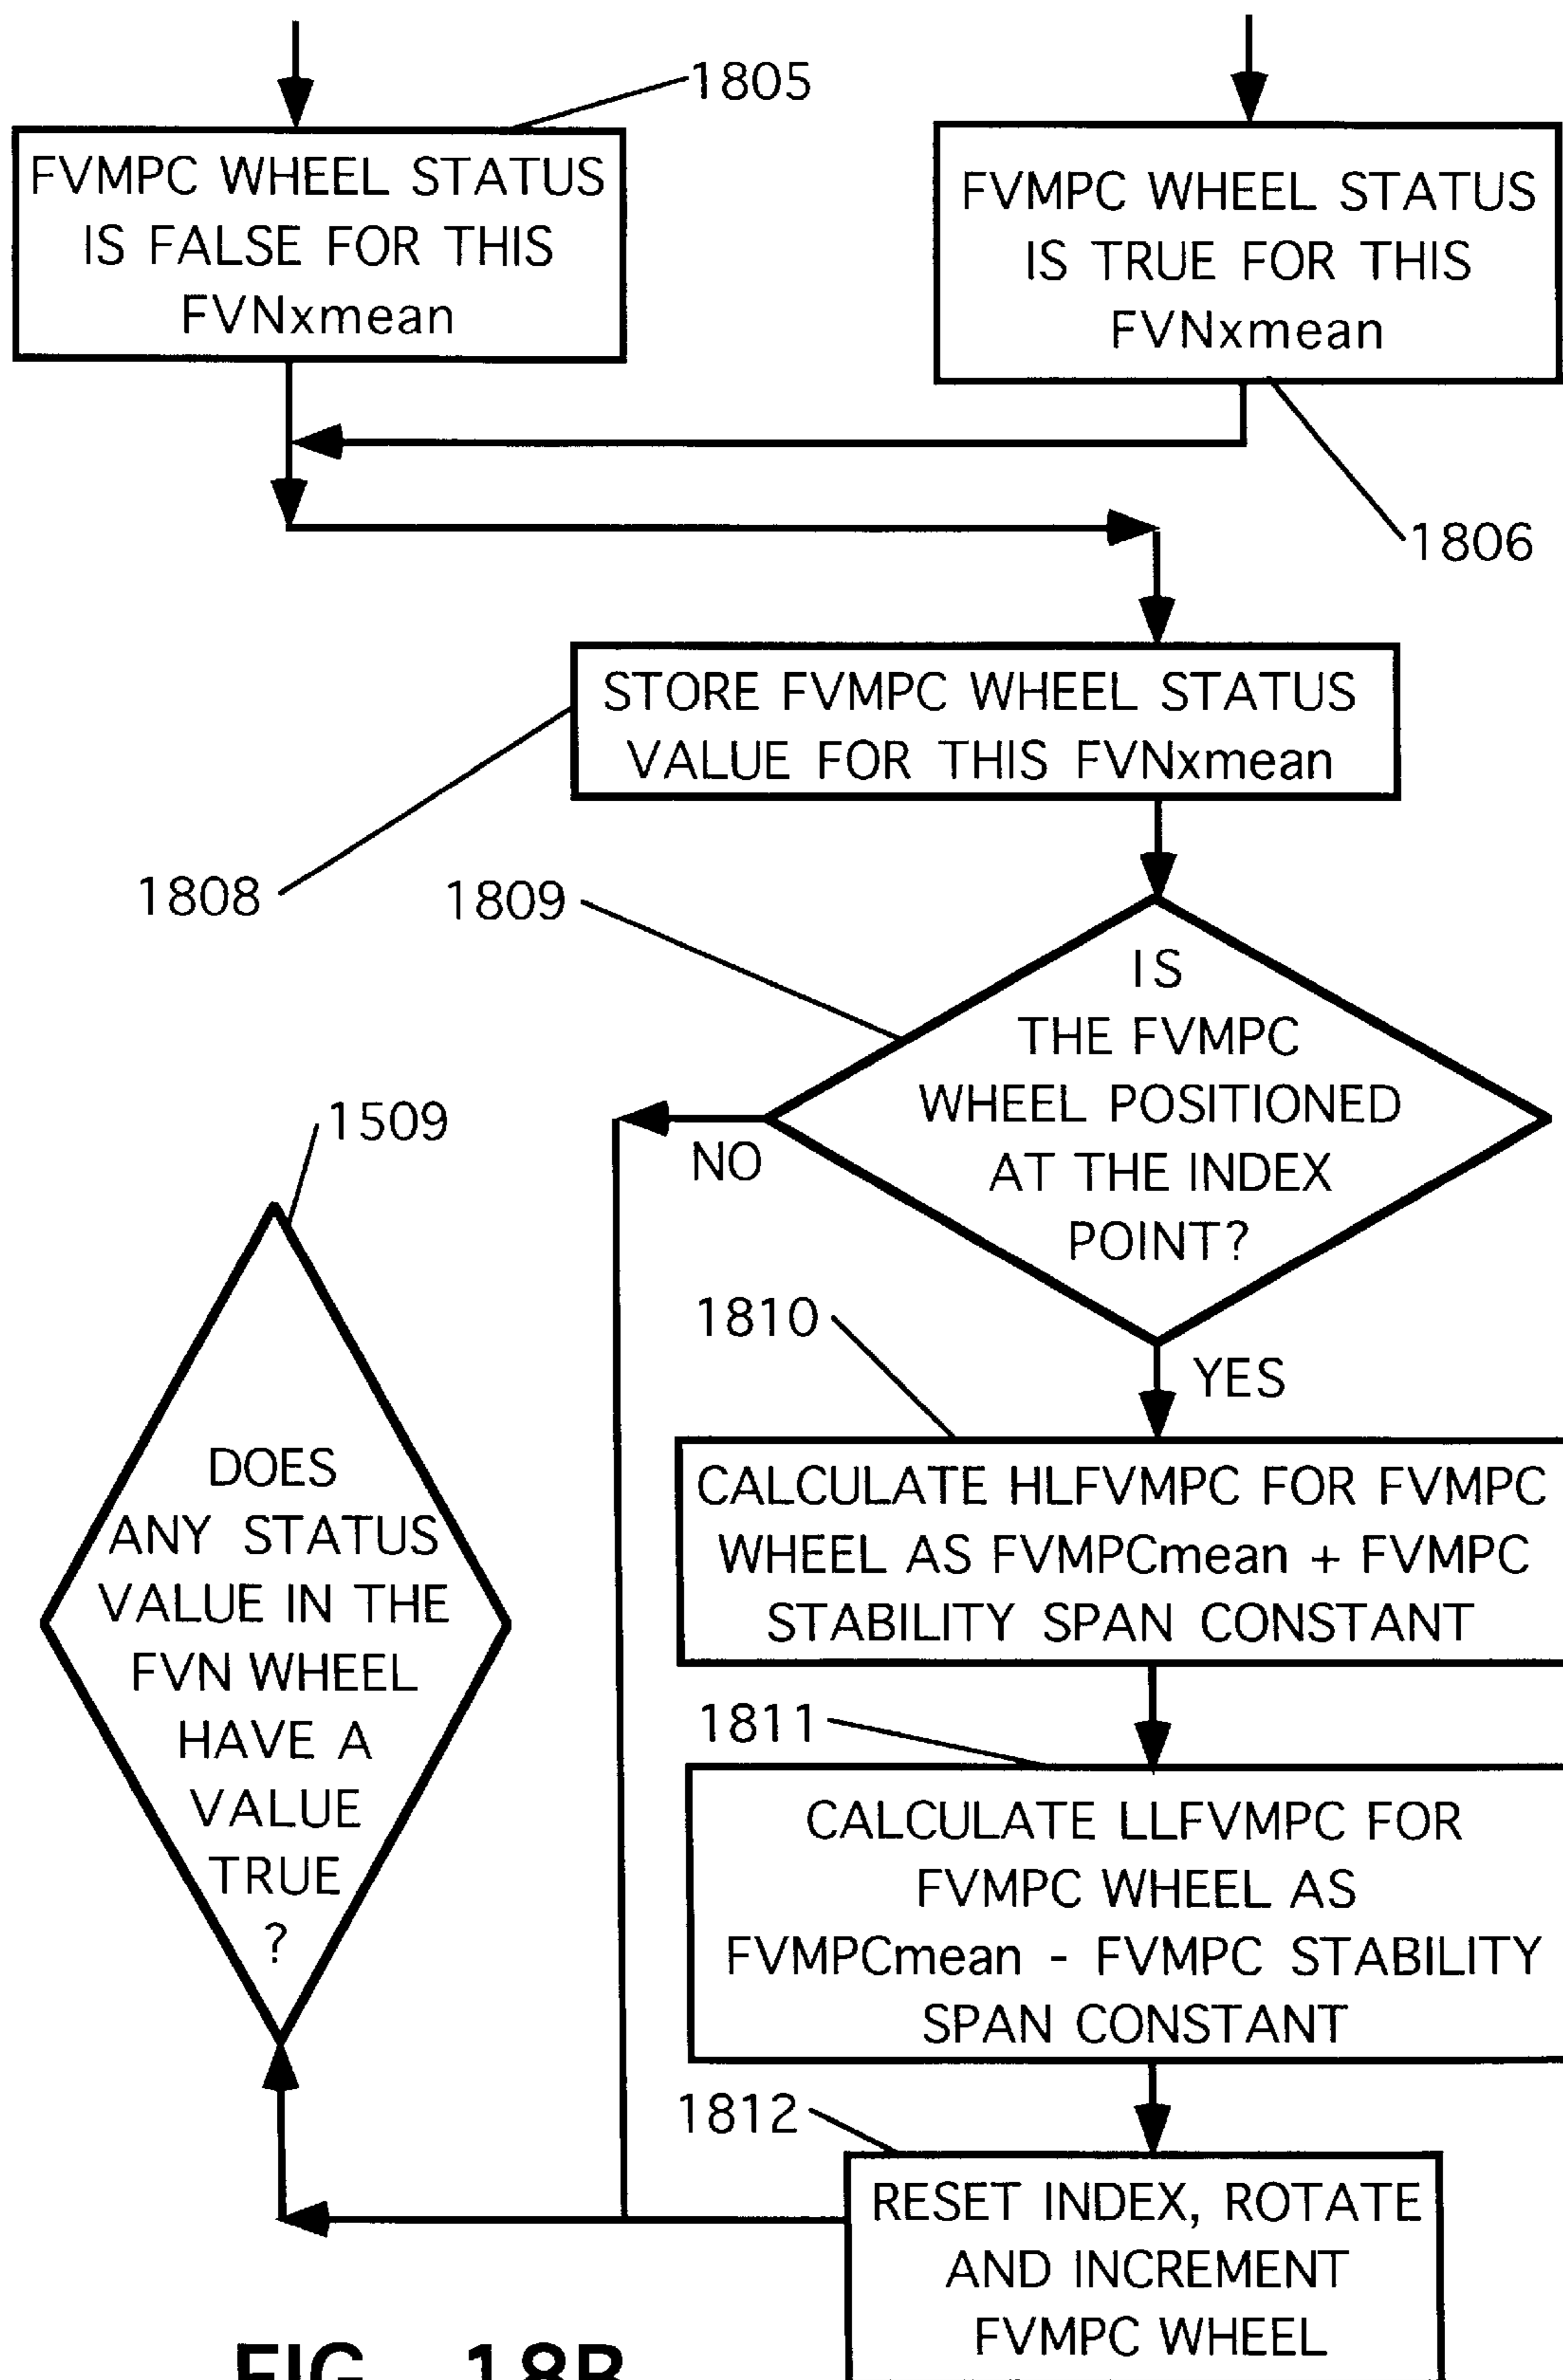 1805
FVMPC WHEEL STATUS
IS FALSE FOR THIS
FVNxmean
FVMPC WHEEL STATUS
IS TRUE FOR THIS
FVNxmean
1806
STORE FVMPC WHEEL STATUS
VALUE FOR THIS FVNxmean
1808
1809
IS
THE FVMPC
WHEEL POSITIONED
AT THE INDEX
POINT?
NO
YES
1509
DOES
ANY STATUS
VALUE IN THE
FVN WHEEL
HAVE A
VALUE
TRUE
?
1810
CALCULATE HLFVMPC FOR FVMPC
WHEEL AS FVMPCmean + FVMPC
STABILITY SPAN CONSTANT
1811
CALCULATE LLFVMPC FOR
FVMPC WHEEL AS
FVMPCmean - FVMPC STABILITY
SPAN CONSTANT
1812
RESET INDEX, ROTATE
AND INCREMENT
FVMPC WHEEL
FIG. 18B